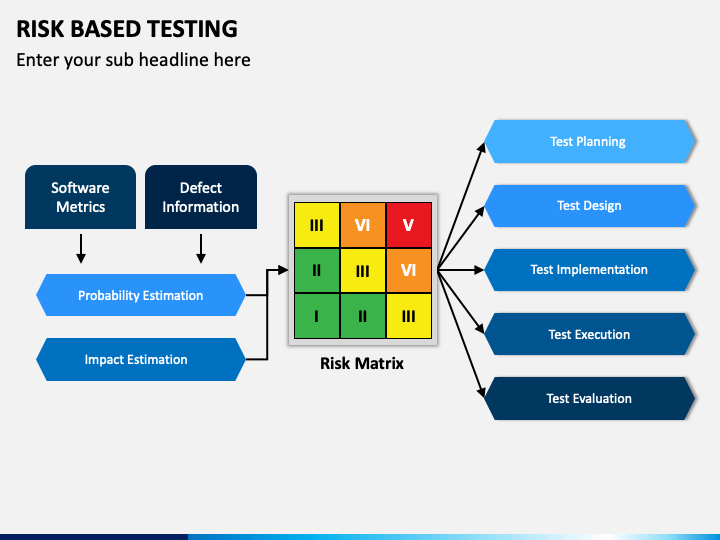 RISK BASED TESTING
Enter your sub headline here
Software
Metrics
Defect
Information
Probability Estimation
Impact Estimation
III VI V
II III VI
I II III
Risk Matrix
Test Planning
Test Design
Test Implementation
Test Execution
Test Evaluation